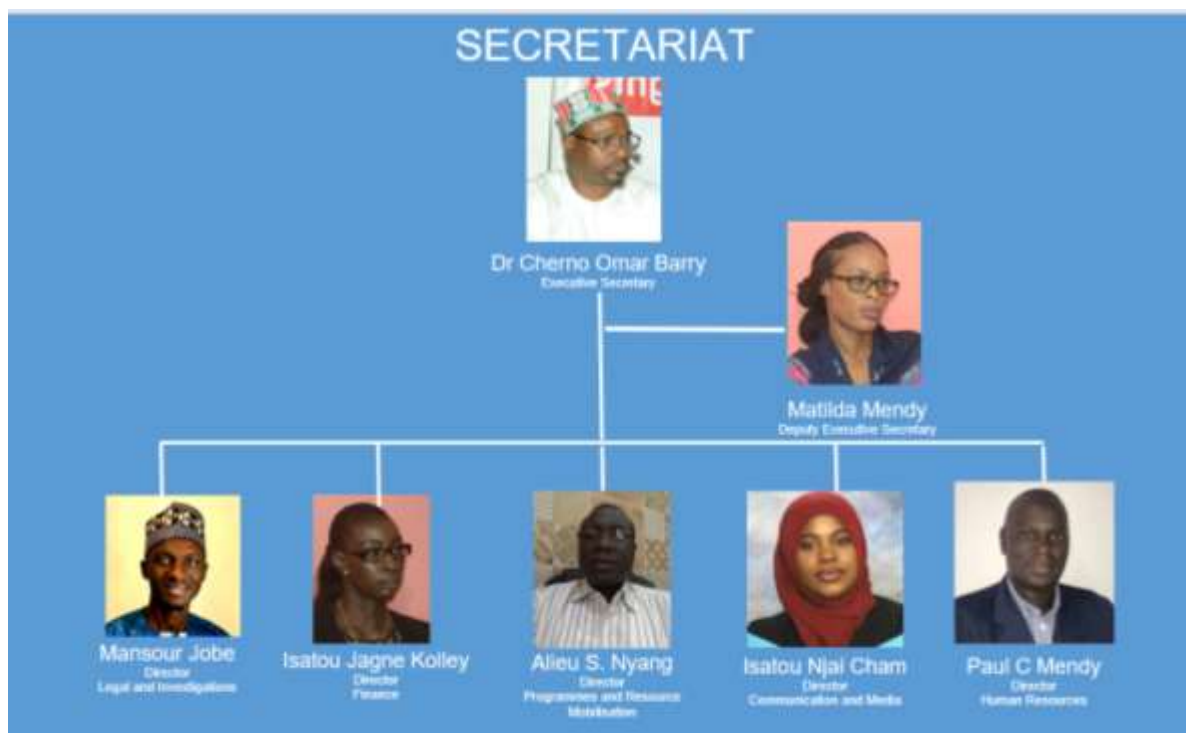 SECRETARIAT
Ping
Dr Cherno Omar Barry
Executive Secretary
Matilda Mendy
Deputy Executive Secretary
Mansour Jobe
Director
Legal and Investigations
Isatou Jagne Kolley
Director
Finance
Alieu S. Nyang
Director
Programmes and Resource
Mobilisation
Isatou Njai Cham
Director
Communication and Media
Paul C Mendy
Director
Human Resources